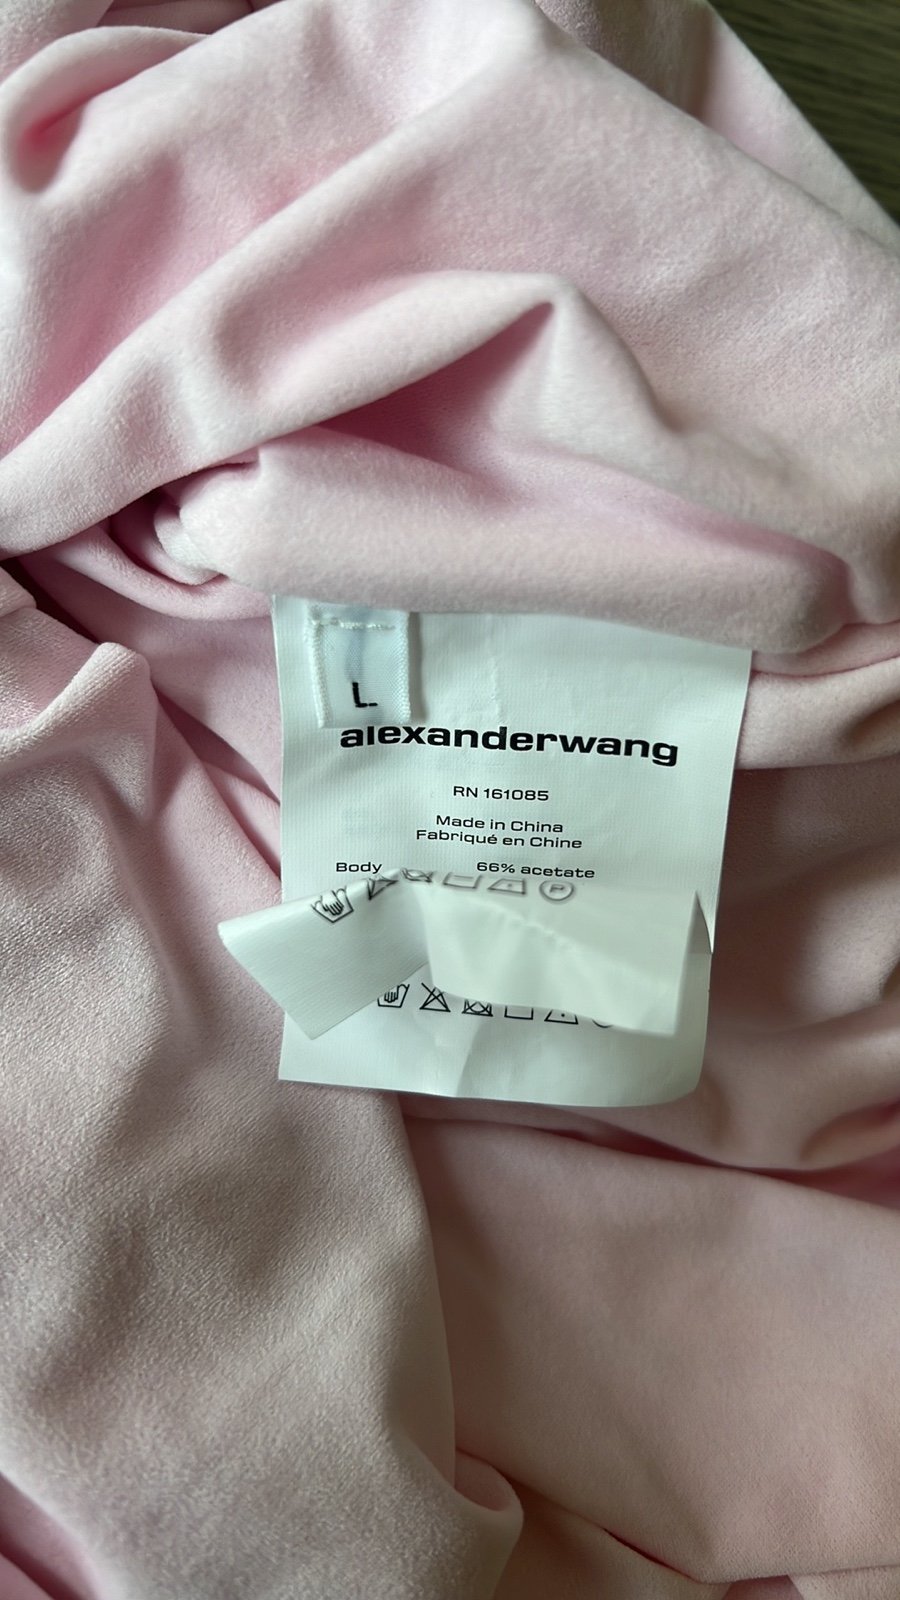 L
alexanderwang
RN 161085
Made in China
Fabriqué en Chine
Body 66% acetate
P